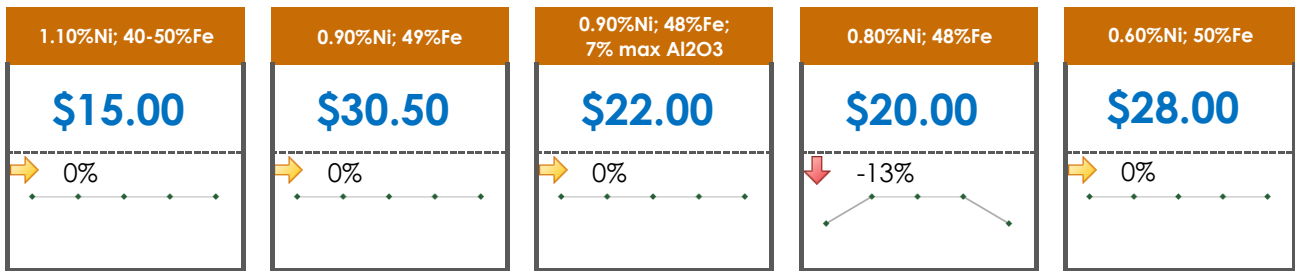 1.10%Ni; 40-50%Fe
$15.00
0%
0.90%Ni; 49%Fe
$30.50
0%
0.90%Ni; 48%Fe;
7% max Al2O3
$22.00
0%
0.80%Ni; 48%Fe
$20.00
-13%
0.60%Ni; 50%Fe
$28.00
0%